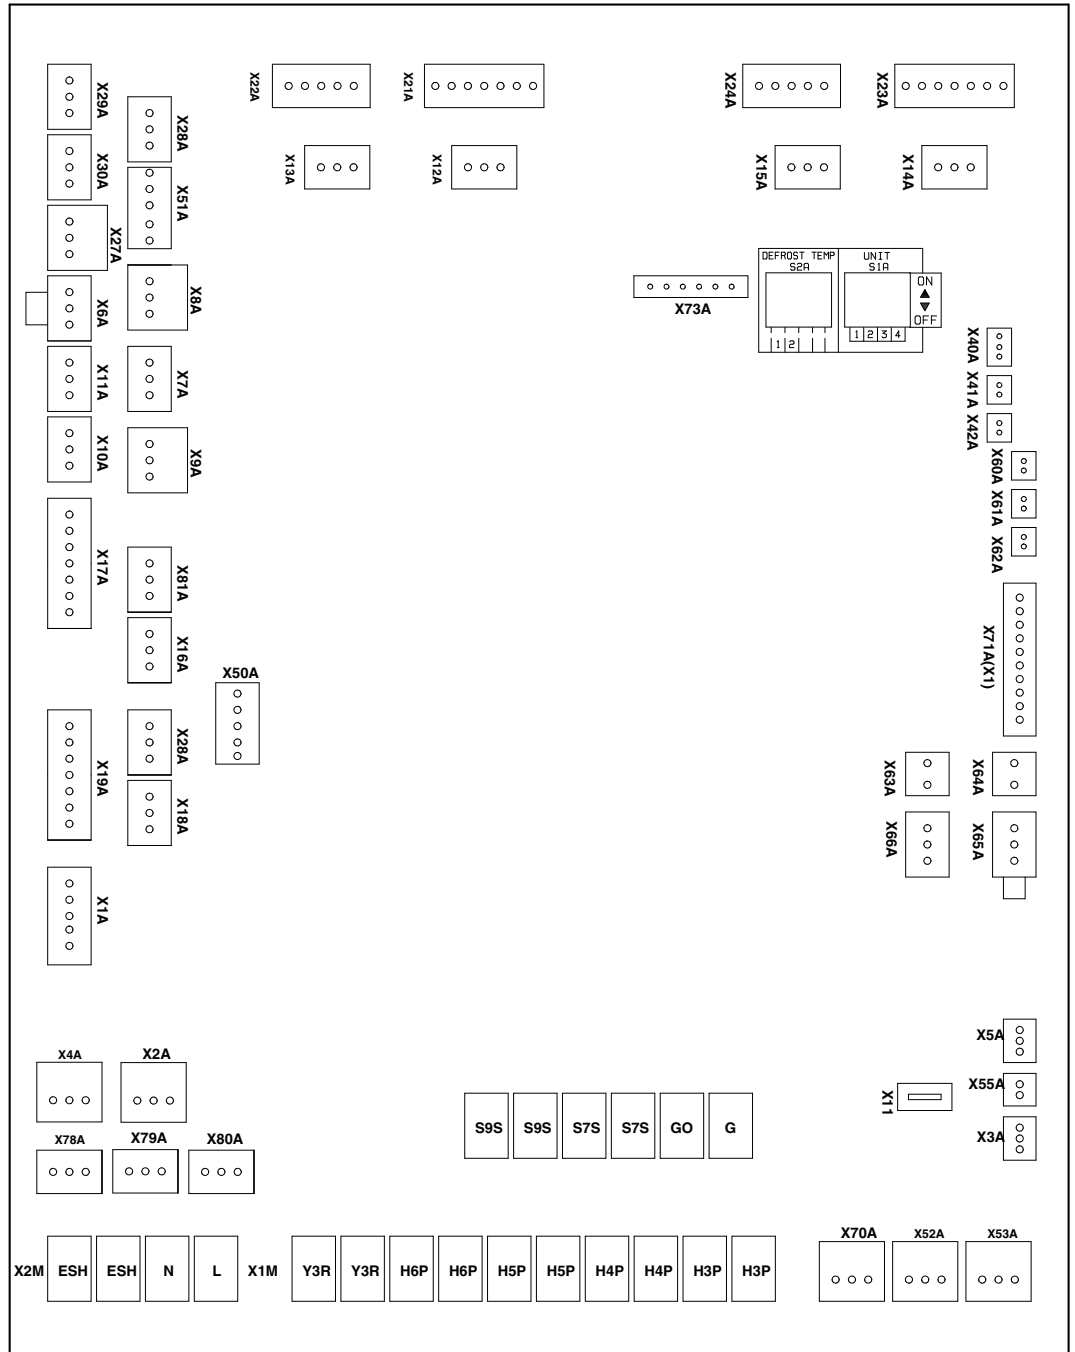 X29A
X28A
X22A
X21A
X24A
X23A
X30A
X51A
X13A
X12A
X15A
X14A
X27A
X6A
X8A
X73A
DEFROST TEMP
S2A
1 2
UNIT
S1A
1 2 3 4
ON
OFF
X11A
X7A
X40A
X41A
X42A
X10A
X9A
X60A
X61A
X62A
X17A
X81A
X16A
X50A
X71A(X1)
X19A
X28A
X18A
X63A
X64A
X66A
X65A
X1A
X5A
X4A
X2A
X55A
X11
X3A
X78A
X79A
X80A
S9S S9S S7S S7S GO G
X70A
X52A
X53A
X2M ESH ESH N L X1M Y3R Y3R H6P H6P H5P H5P H4P H4P H3P H3P